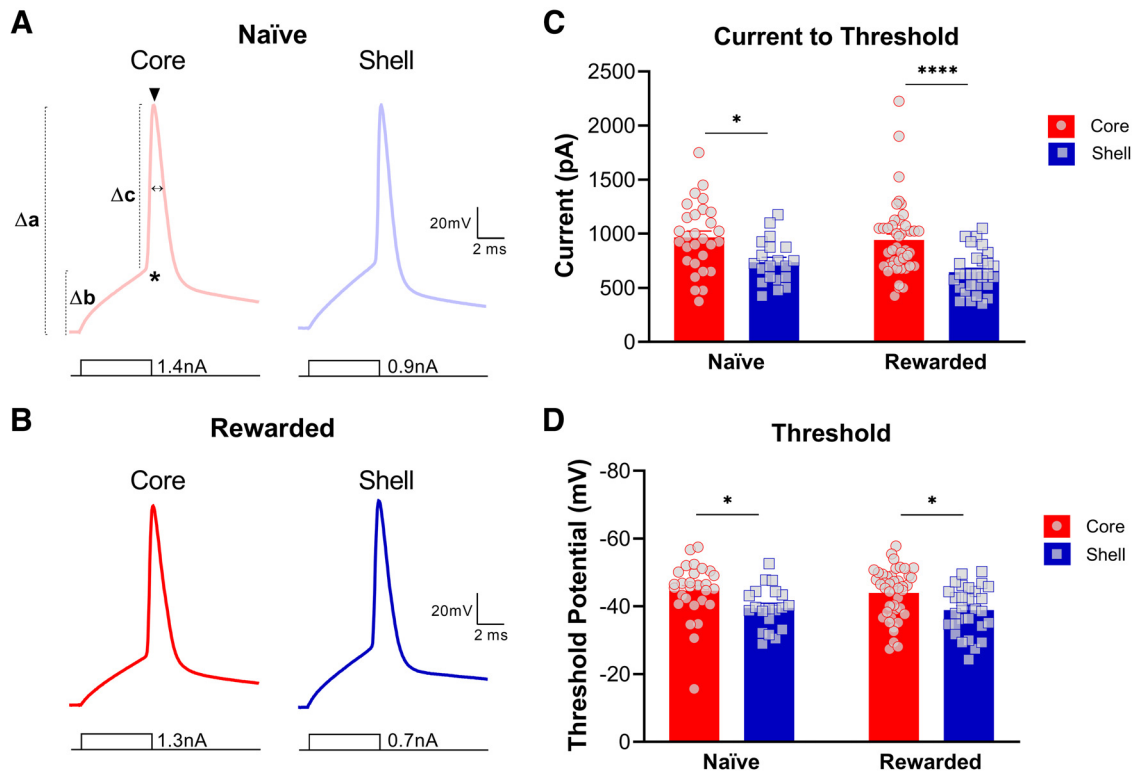 A
Naïve
Core
Shell
Δa
Δb
Δc
*
20mV
2 ms
1.4nA
0.9nA
B
Rewarded
Core
Shell
20mV
2 ms
1.3nA
0.7nA
C
Current to Threshold
Current (pA)
2500
2000
1500
1000
500
0
*
****
Naïve
Rewarded
Core
Shell
D
Threshold
Threshold Potential (mV)
-80
-60
-40
-20
0
*
*
Naïve
Rewarded
Core
Shell